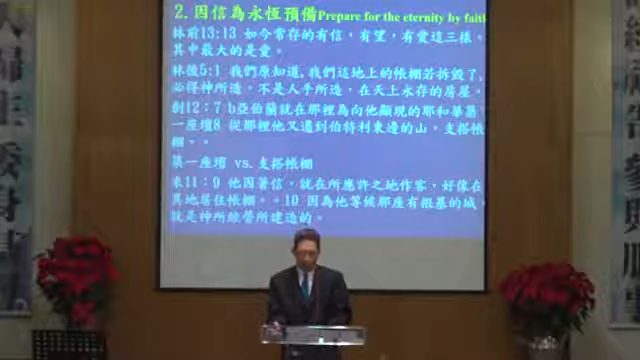 2. 因信為永恆預備Prepare for the eternity by faith
林前13:13 如今常存的有信，有望，有愛這三樣，
其中最大的是愛。
林後5:1 我們原知道,我們這地上的帳棚若拆毀了,
必得神所造，不是人手所造，在天上永存的房屋。
創12：7 b亞伯蘭就在那裡為向他顯現的耶和華築
一座壇8 從那裡他又遷到伯特利東邊的山，支搭帳
棚。。
築一座壇 vs. 支搭帳棚
來11：9 他因著信，就在所應許之地作客，好像在
異地居住帳棚。。10 因為他等候那座有根基的城，
就是神所經營所建造的。